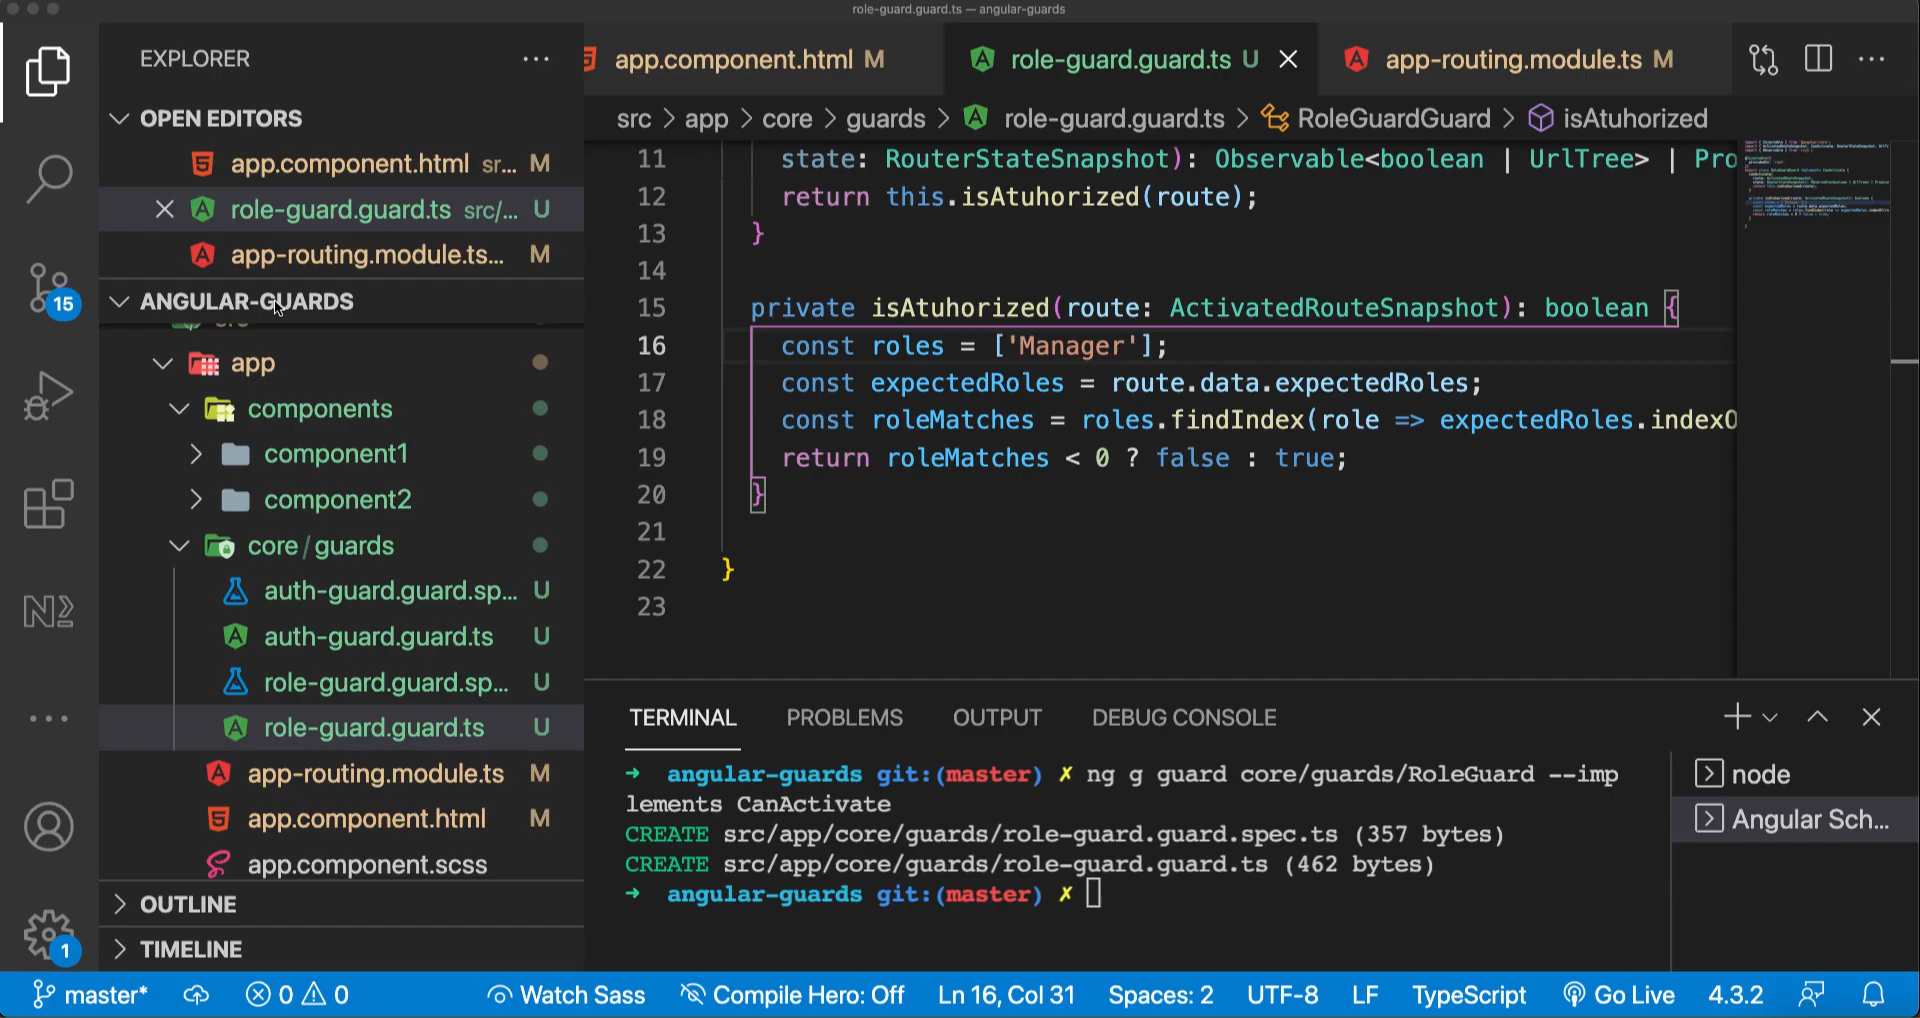 role-guard.guard.ts — angular-guards
EXPLORER
OPEN EDITORS
app.component.html sr... M
role-guard.guard.ts src/... U
app-routing.module.ts... M
ANGULAR-GUARDS
src
app
components
component1
component2
core/guards
auth-guard.guard.sp... U
auth-guard.guard.ts U
role-guard.guard.sp... U
role-guard.guard.ts U
app-routing.module.ts M
app.component.html M
app.component.scss
OUTLINE
TIMELINE
15
1
app.component.html M
role-guard.guard.ts U
app-routing.module.ts M
src > app > core > guards > role-guard.guard.ts > RoleGuardGuard > isAtuhorized
11 state: RouterStateSnapshot): Observable<boolean | UrlTree> | Pro
12 return this.isAtuhorized(route);
13 }
14
15 private isAtuhorized(route: ActivatedRouteSnapshot): boolean {
16 const roles = ['Manager'];
17 const expectedRoles = route.data.expectedRoles;
18 const roleMatches = roles.findIndex(role => expectedRoles.indexO
19 return roleMatches < 0 ? false : true;
20 }
21
22 }
23
TERMINAL PROBLEMS OUTPUT DEBUG CONSOLE
➜ angular-guards git:(master) ✗ ng g guard core/guards/RoleGuard --imp
lements CanActivate
CREATE src/app/core/guards/role-guard.guard.spec.ts (357 bytes)
CREATE src/app/core/guards/role-guard.guard.ts (462 bytes)
➜ angular-guards git:(master) ✗
node
Angular Sch...
master* 0 0 Watch Sass Compile Hero: Off Ln 16, Col 31 Spaces: 2 UTF-8 LF TypeScript Go Live 4.3.2